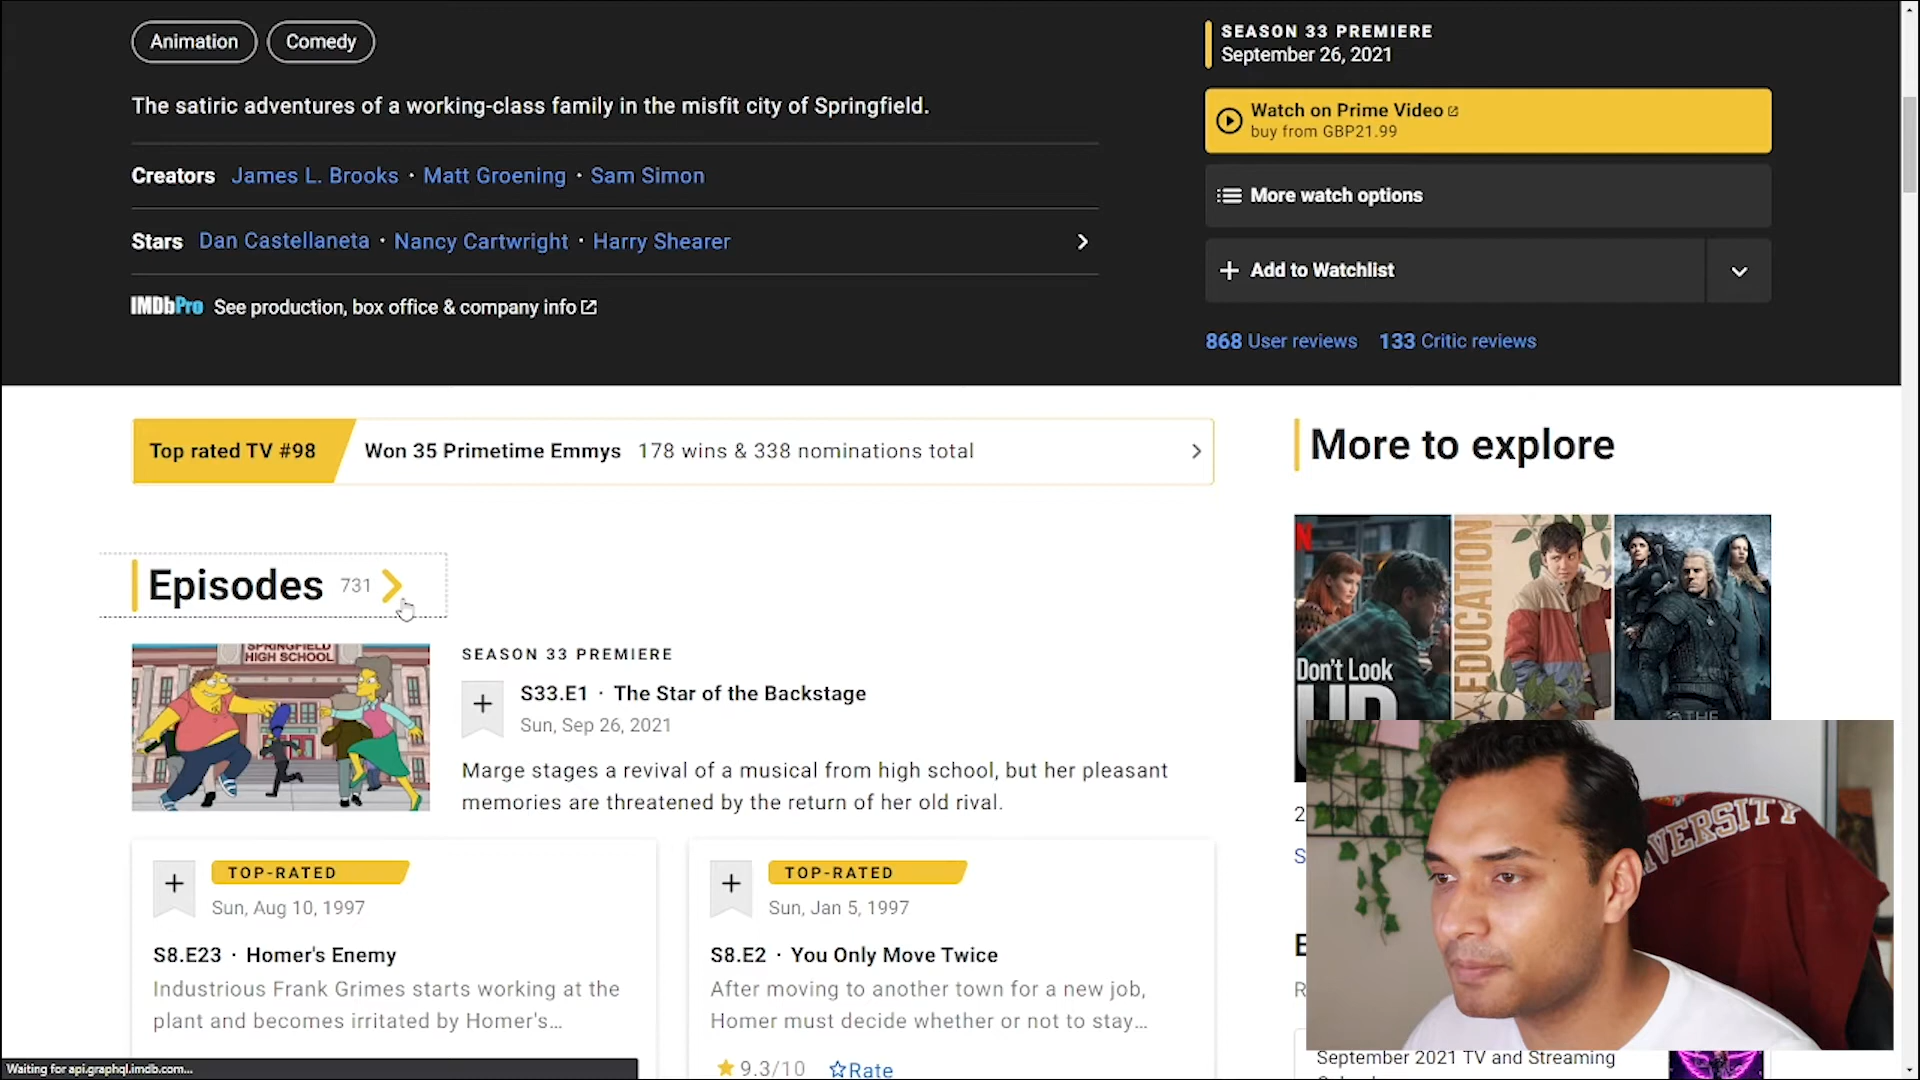 Animation
Comedy
The satiric adventures of a working-class family in the misfit city of Springfield.
Creators James L. Brooks · Matt Groening · Sam Simon
Stars Dan Castellaneta · Nancy Cartwright · Harry Shearer
IMDbPro See production, box office & company info
SEASON 33 PREMIERE
September 26, 2021
Watch on Prime Video
buy from GBP21.99
More watch options
Add to Watchlist
868 User reviews 133 Critic reviews
Top rated TV #98 Won 35 Primetime Emmys 178 wins & 338 nominations total
Episodes 731
SPRINGFIELD
HIGH SCHOOL
SEASON 33 PREMIERE
S33.E1 · The Star of the Backstage
Sun, Sep 26, 2021
Marge stages a revival of a musical from high school, but her pleasant
memories are threatened by the return of her old rival.
TOP-RATED
Sun, Aug 10, 1997
S8.E23 · Homer's Enemy
Industrious Frank Grimes starts working at the
plant and becomes irritated by Homer's...
TOP-RATED
Sun, Jan 5, 1997
S8.E2 · You Only Move Twice
After moving to another town for a new job,
Homer must decide whether or not to stay...
9.3/10 Rate
More to explore
N
Don't Look
UP
EDUCATION
THE
2
S
E
R
VERSITY
September 2021 TV and Streaming
Waiting for api.graphql.imdb.com...